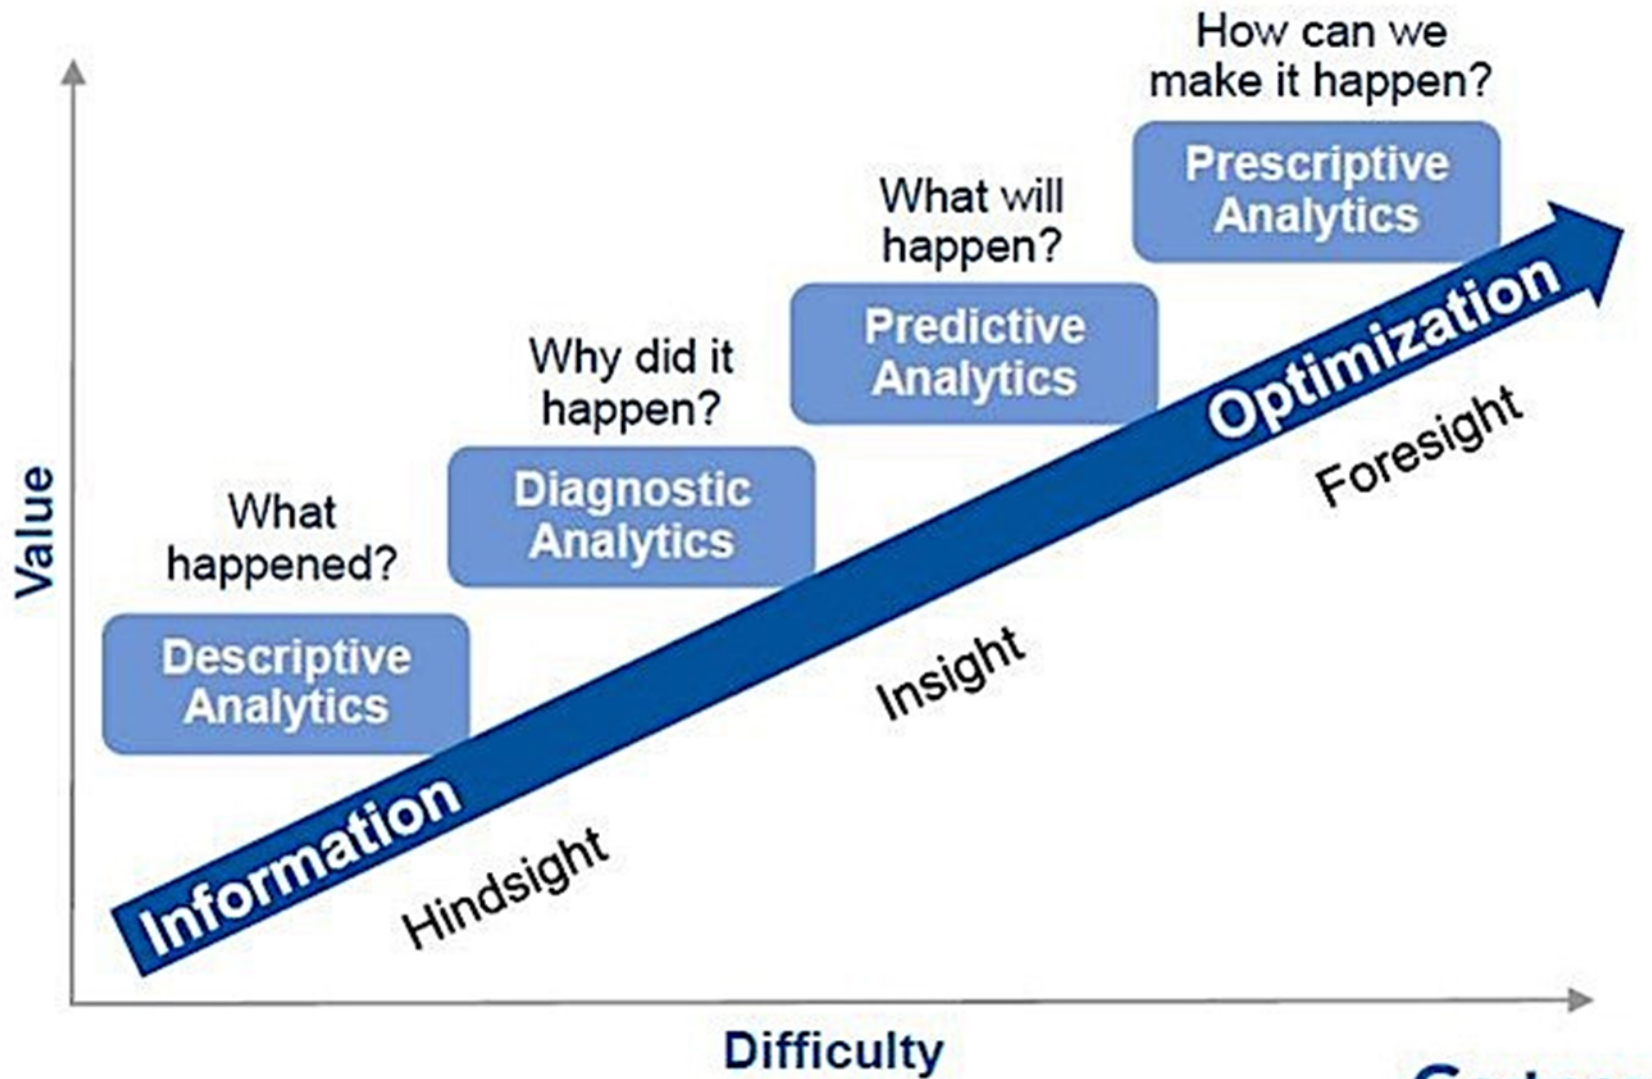 How can we
make it happen?
Prescriptive
Analytics
What will
happen?
Predictive
Analytics
Why did it
happen?
Diagnostic
Analytics
What
happened?
Descriptive
Analytics
Value
Information
Optimization
Hindsight
Insight
Foresight
Difficulty